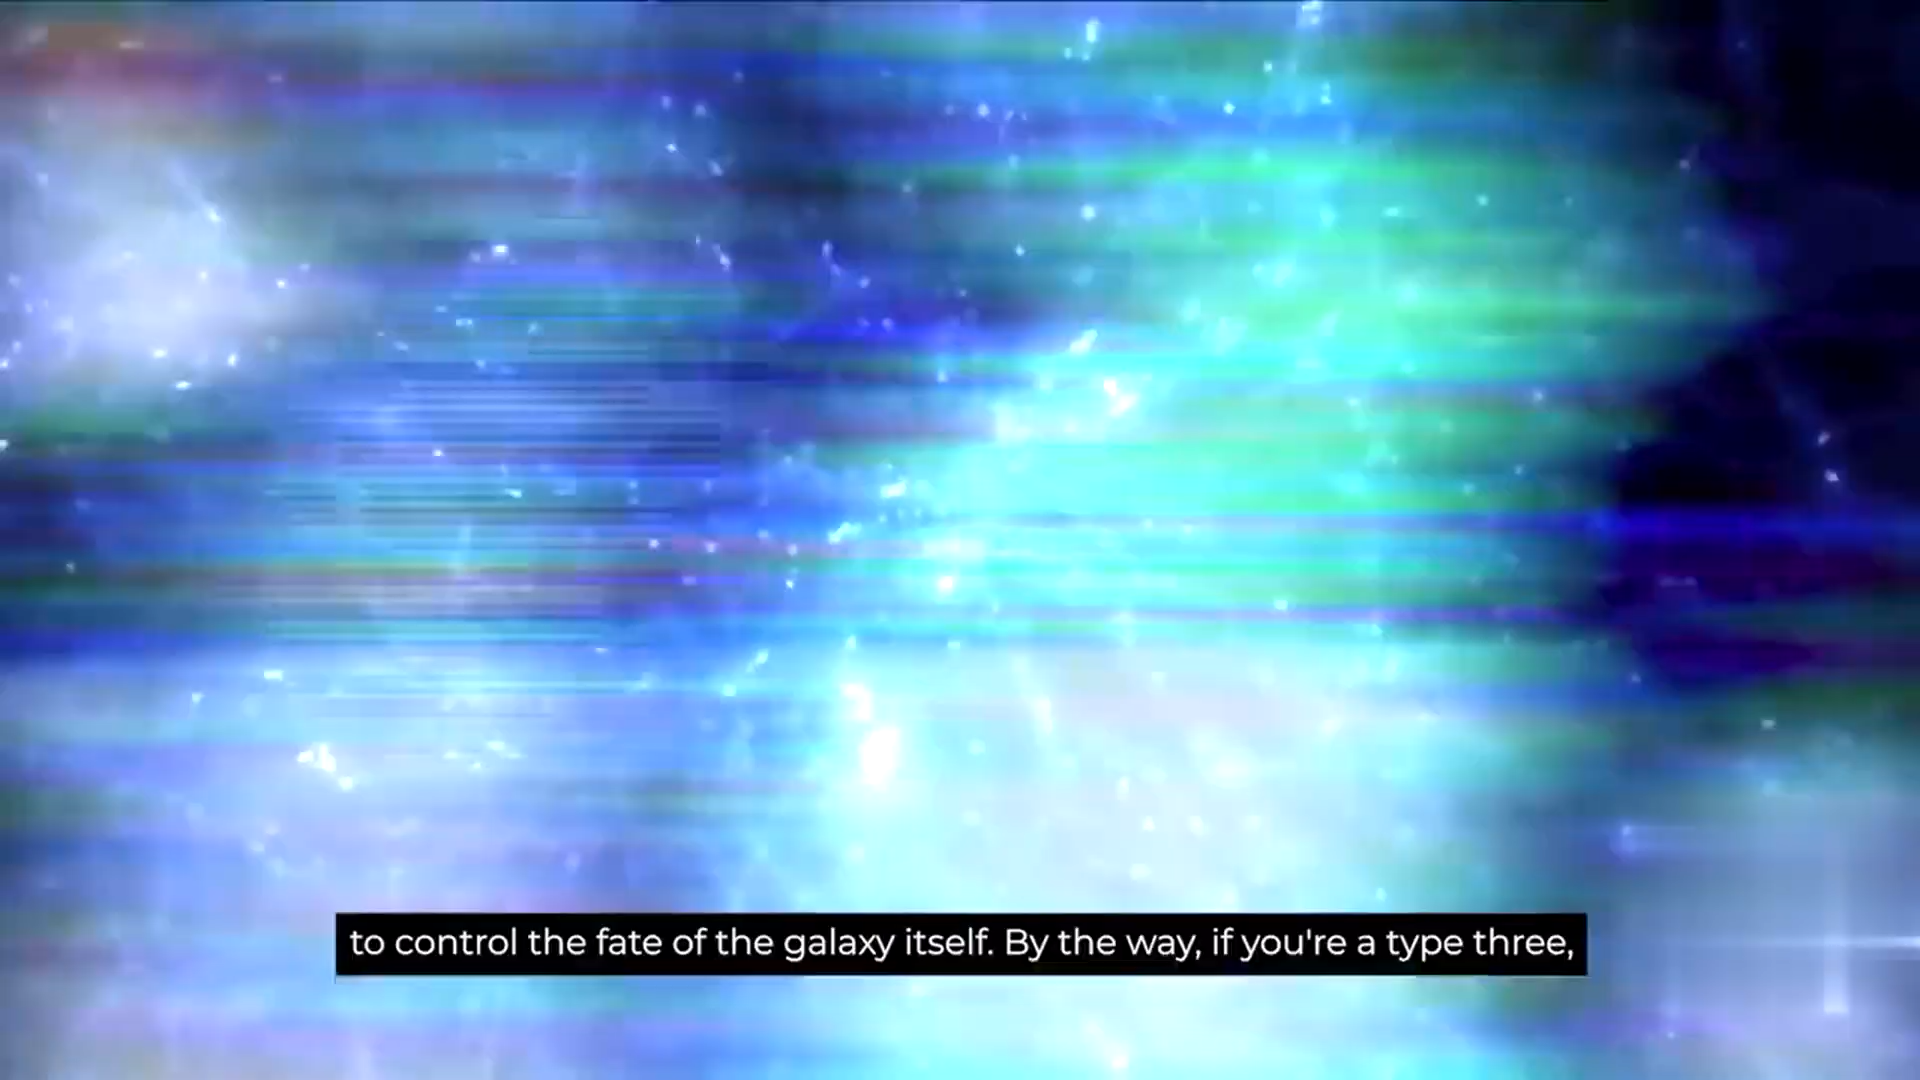 to control the fate of the galaxy itself. By the way, if you're a type three,